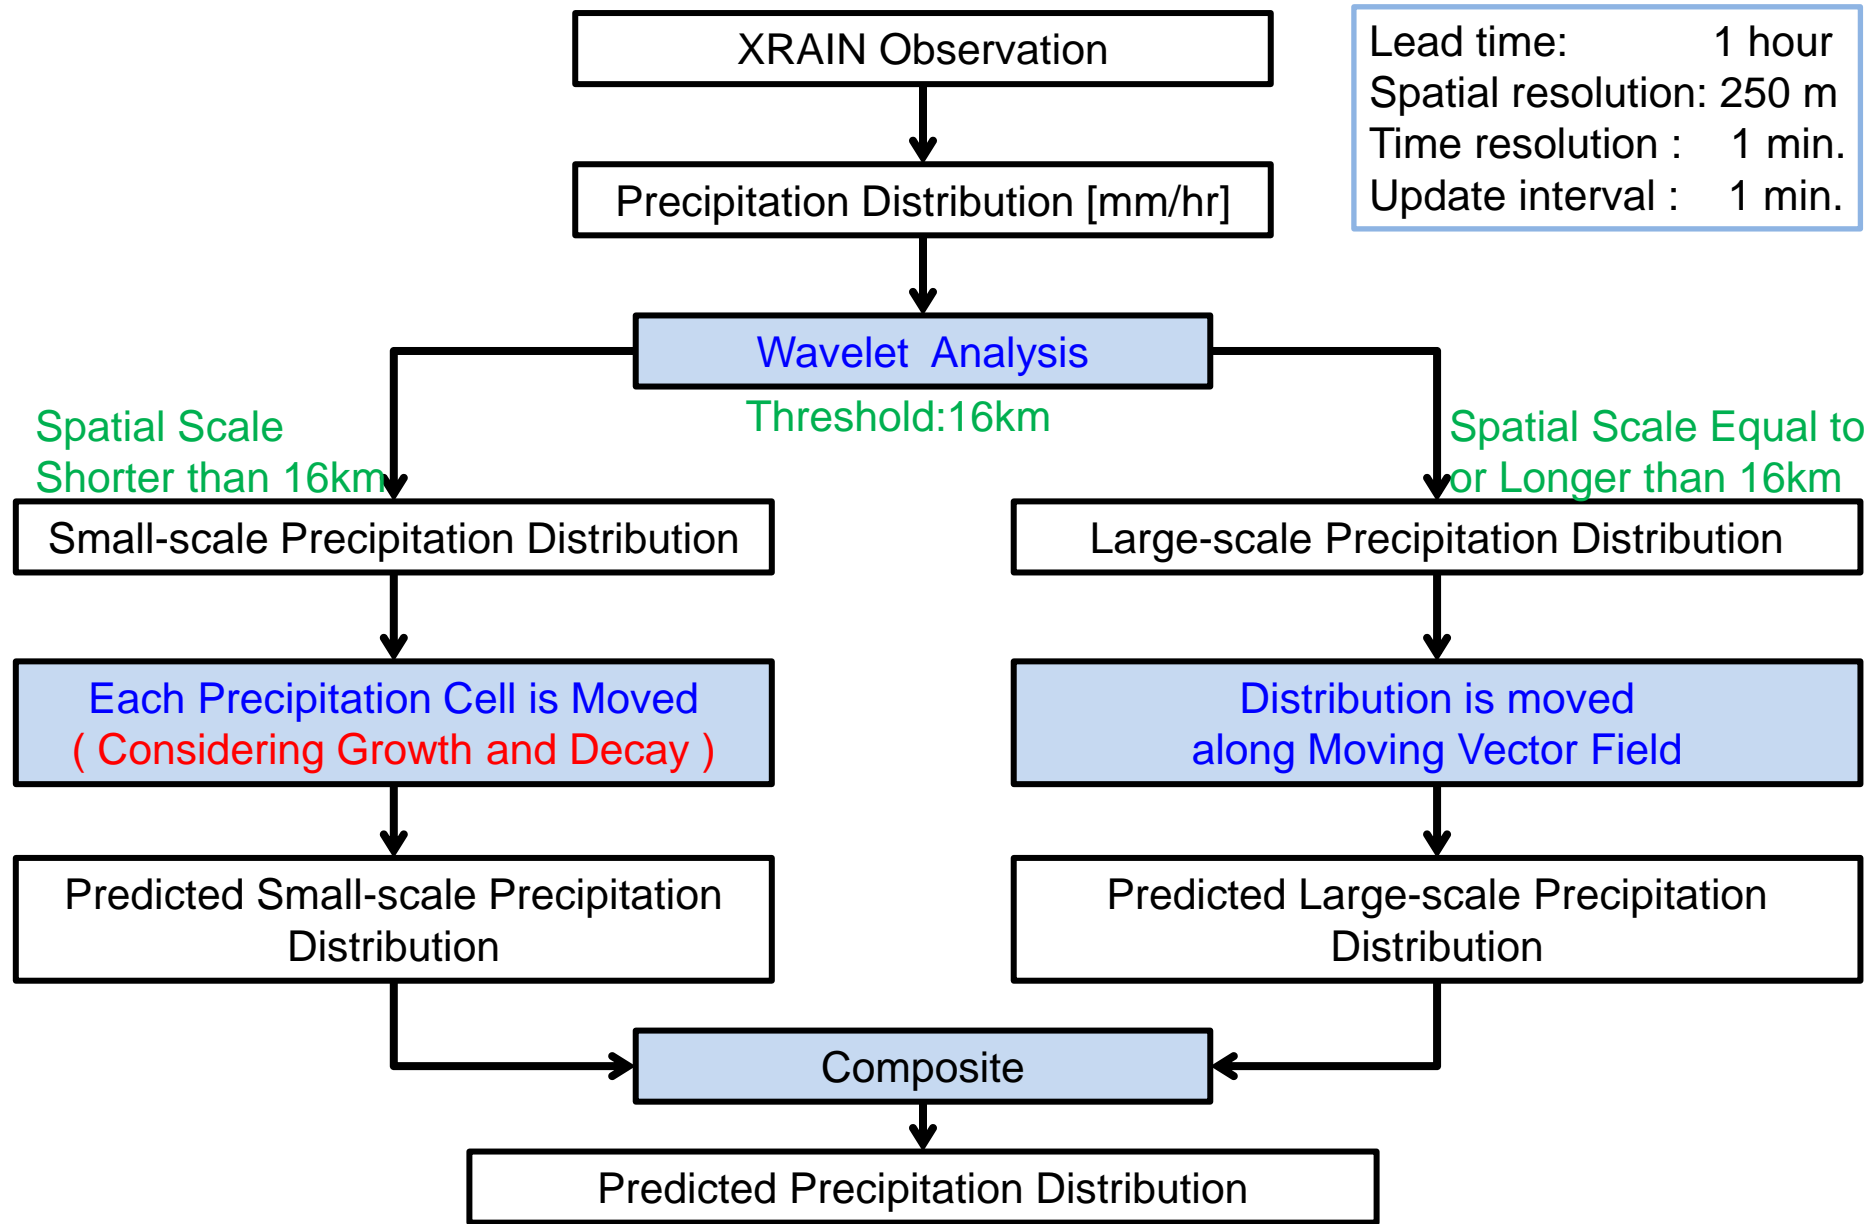 XRAIN Observation
Lead time: 1 hour
Spatial resolution: 250 m
Time resolution : 1 min.
Update interval : 1 min.
Precipitation Distribution [mm/hr]
Wavelet Analysis
Threshold:16km
Spatial Scale
Shorter than 16km
Spatial Scale Equal to
or Longer than 16km
Small-scale Precipitation Distribution
Large-scale Precipitation Distribution
Each Precipitation Cell is Moved
( Considering Growth and Decay )
Distribution is moved
along Moving Vector Field
Predicted Small-scale Precipitation
Distribution
Predicted Large-scale Precipitation
Distribution
Composite
Predicted Precipitation Distribution